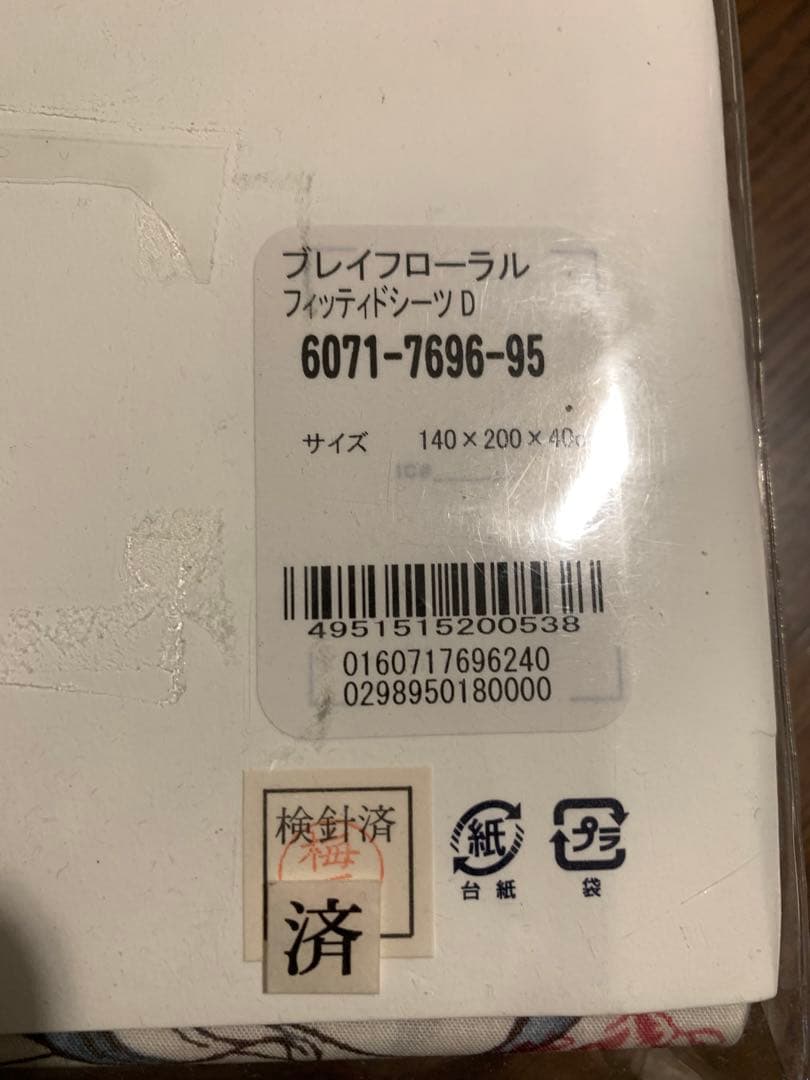 ブレイフローラル
フィッティドシーツ D
6071-7696-95
サイズ 140×200×40c
4951515200538
0160717696240
0298950180000
検針済
済
紙
台紙
プラ
袋